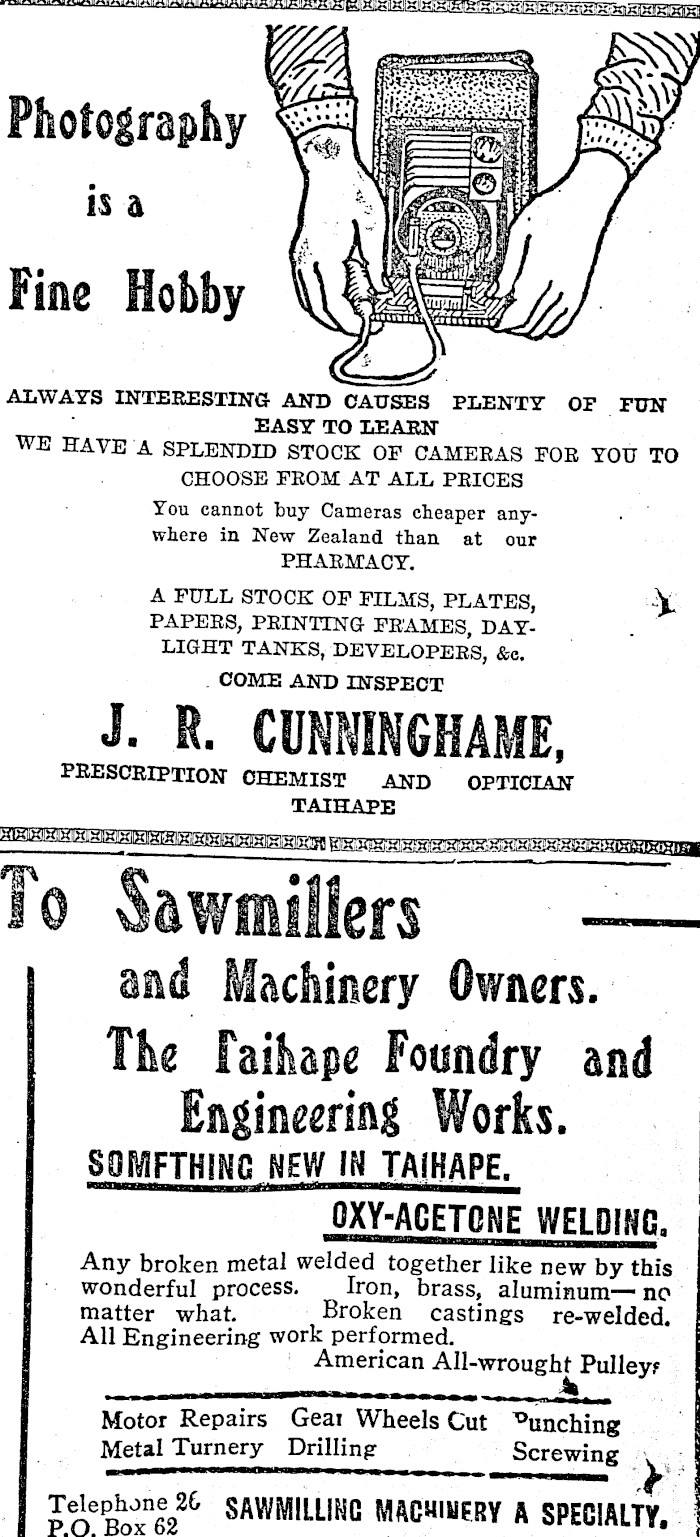 Photography
is a
Fine Hobby
ALWAYS INTERESTING AND CAUSES PLENTY OF FUN
EASY TO LEARN
WE HAVE A SPLENDID STOCK OF CAMERAS FOR YOU TO
CHOOSE FROM AT ALL PRICES
You cannot buy Cameras cheaper any-
where in New Zealand than at our
PHARMACY.
A FULL STOCK OF FILMS, PLATES,
PAPERS, PRINTING FRAMES, DAY-
LIGHT TANKS, DEVELOPERS, &c.
COME AND INSPECT
J. R. CUNNINGHAME,
PRESCRIPTION CHEMIST AND OPTICIAN
TAIHAPE
To Sawmillers
and Machinery Owners.
The Taihape Foundry and
Engineering Works.
SOMFTHING NEW IN TAIHAPE.
OXY-ACETONE WELDING.
Any broken metal welded together like new by this
wonderful process. Iron, brass, aluminum— no
matter what. Broken castings re-welded.
All Engineering work performed.
American All-wrought Pulleys
Motor Repairs Gear Wheels Cut Punching
Metal Turnery Drilling Screwing
Telephone 26 SAWMILLING MACHINERY A SPECIALTY.
P.O. Box 62